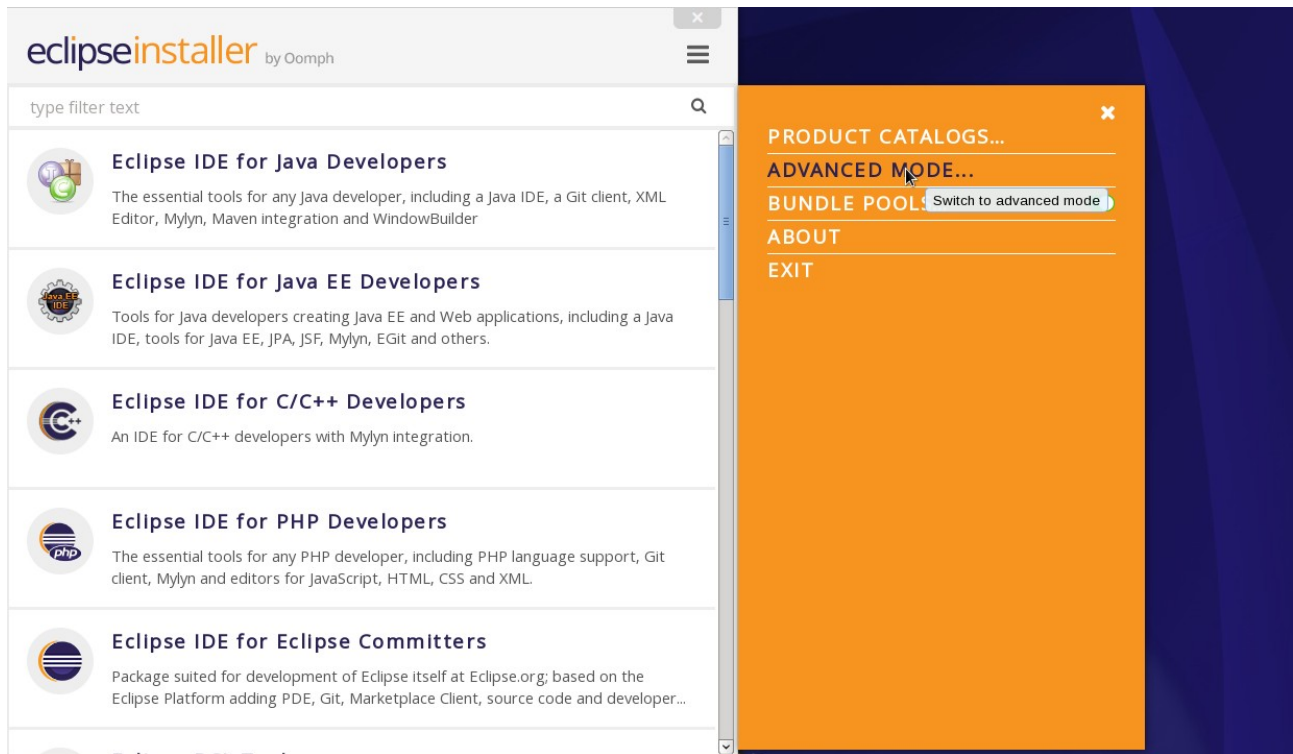 eclipseinstaller by Oomph
type filter text
Eclipse IDE for Java Developers
The essential tools for any Java developer, including a Java IDE, a Git client, XML
Editor, Mylyn, Maven integration and WindowBuilder
Eclipse IDE for Java EE Developers
Tools for Java developers creating Java EE and Web applications, including a Java
IDE, tools for Java EE, JPA, JSF, Mylyn, EGit and others.
Eclipse IDE for C/C++ Developers
An IDE for C/C++ developers with Mylyn integration.
Eclipse IDE for PHP Developers
The essential tools for any PHP developer, including PHP language support, Git
client, Mylyn and editors for JavaScript, HTML, CSS and XML.
Eclipse IDE for Eclipse Committers
Package suited for development of Eclipse itself at Eclipse.org; based on the
Eclipse Platform adding PDE, Git, Marketplace Client, source code and developer...
PRODUCT CATALOGS...
ADVANCED MODE...
BUNDLE POOLS
Switch to advanced mode
ABOUT
EXIT
Java EE
IDE
C++
php